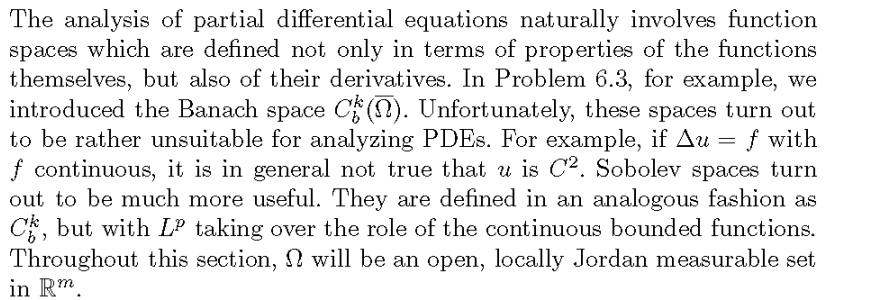 The analysis of partial differential equations naturally involves function
spaces which are defined not only in terms of properties of the functions
themselves, but also of their derivatives. In Problem 6.3, for example, we
introduced the Banach space $C_b^k(\overline{\Omega})$. Unfortunately, these spaces turn out
to be rather unsuitable for analyzing PDEs. For example, if $\Delta u = f$ with
$f$ continuous, it is in general not true that $u$ is $C^2$. Sobolev spaces turn
out to be much more useful. They are defined in an analogous fashion as
$C_b^k$, but with $L^p$ taking over the role of the continuous bounded functions.
Throughout this section, $\Omega$ will be an open, locally Jordan measurable set
in $\mathbb{R}^m$.